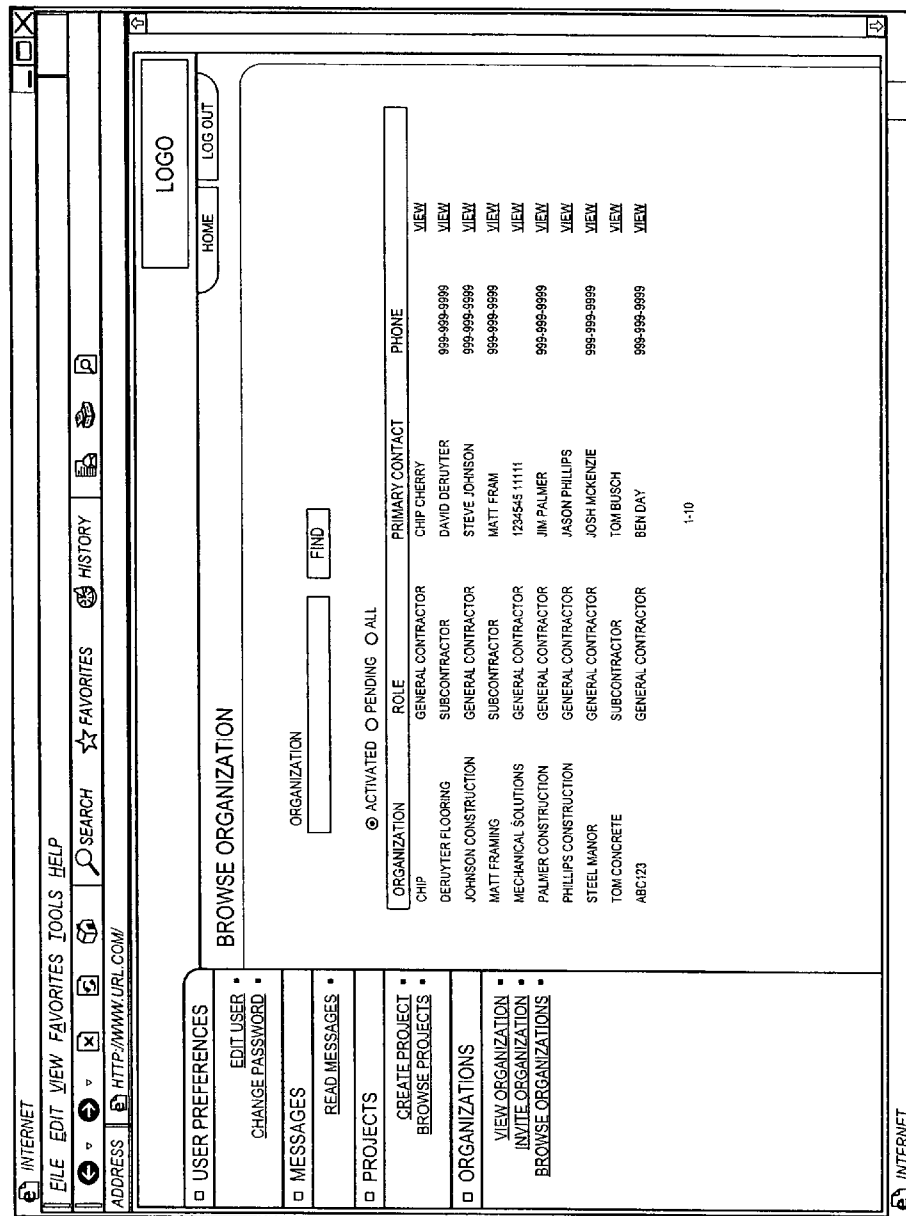 INTERNET
FILE EDIT VIEW FAVORITES TOOLS HELP
SEARCH FAVORITES HISTORY
ADDRESS HTTP://WWW.URL.COM/
LOGO
HOME LOG OUT
USER PREFERENCES
EDIT USER
CHANGE PASSWORD
MESSAGES
READ MESSAGES
PROJECTS
CREATE PROJECT
BROWSE PROJECTS
ORGANIZATIONS
VIEW ORGANIZATION
INVITE ORGANIZATION
BROWSE ORGANIZATIONS
BROWSE ORGANIZATION
ORGANIZATION
FIND
ACTIVATED PENDING ALL
ORGANIZATION ROLE PRIMARY CONTACT PHONE
CHIP GENERAL CONTRACTOR CHIP CHERRY VIEW
DERUYTER FLOORING SUBCONTRACTOR DAVID DERUYTER 999-999-9999 VIEW
JOHNSON CONSTRUCTION GENERAL CONTRACTOR STEVE JOHNSON 999-999-9999 VIEW
MATT FRAMING SUBCONTRACTOR MATT FRAM 999-999-9999 VIEW
MECHANICAL SOLUTIONS GENERAL CONTRACTOR 1234545 11111 VIEW
PALMER CONSTRUCTION GENERAL CONTRACTOR JIM PALMER 999-999-9999 VIEW
PHILLIPS CONSTRUCTION GENERAL CONTRACTOR JASON PHILLIPS VIEW
STEEL MANOR GENERAL CONTRACTOR JOSH MCKENZIE 999-999-9999 VIEW
TOM CONCRETE SUBCONTRACTOR TOM BUSCH VIEW
ABC123 GENERAL CONTRACTOR BEN DAY 999-999-9999 VIEW
1-10
INTERNET